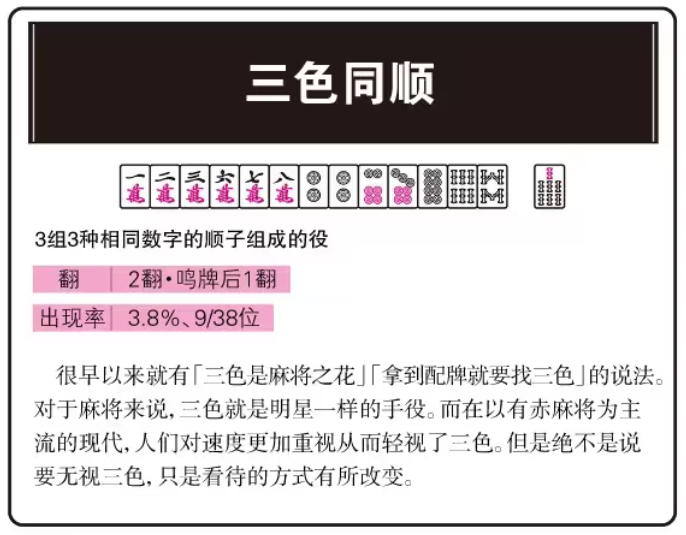 三色同顺
一萬 二萬 三萬 六萬 七萬 八萬
3组3种相同数字的顺子组成的役
翻 2翻·鸣牌后1翻
出现率 3.8%、9/38位
很早以来就有「三色是麻将之花」「拿到配牌就要找三色」的说法。
对于麻将来说，三色就是明星一样的手役。而在以有赤麻将为主
流的现代，人们对速度更加重视从而轻视了三色。但是绝不是说
要无视三色，只是看待的方式有所改变。